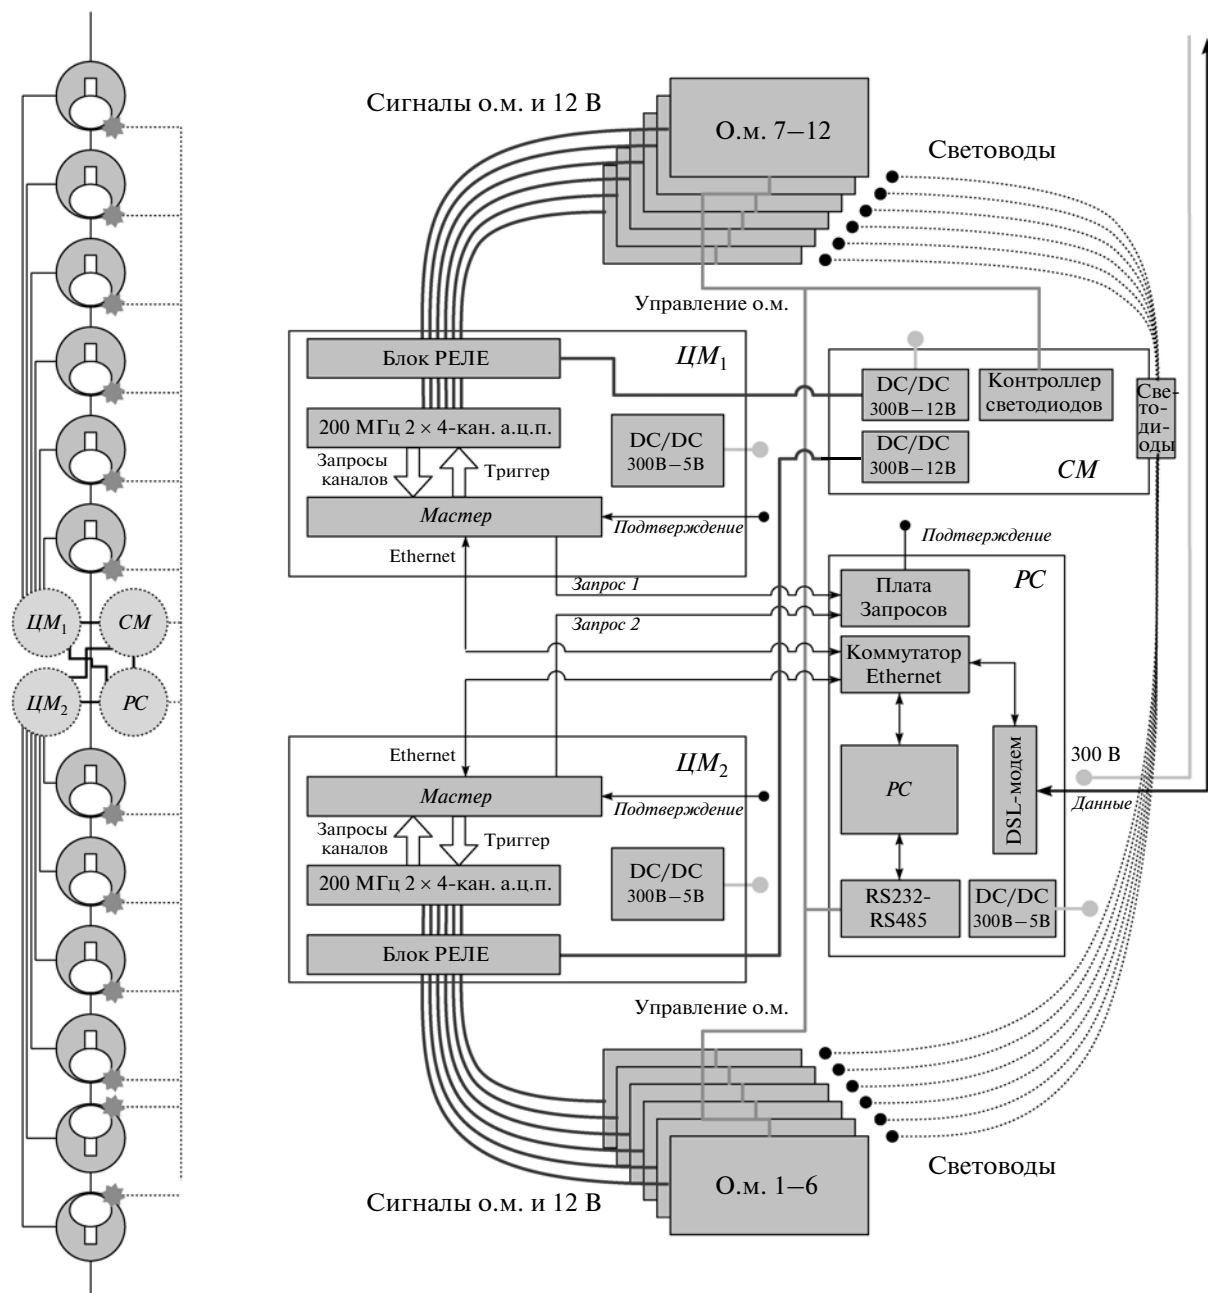 Сигналы о.м. и 12 В
О.м. 7–12
Световоды
Управление о.м.
Блок РЕЛЕ
ЦМ1
200 МГц 2 × 4-кан. а.ц.п.
Запросы
каналов
Триггер
DC/DC
300В–5В
Мастер
Подтверждение
Ethernet
Запрос 1
Запрос 2
DC/DC
300В–12В
Контроллер
светодиодов
DC/DC
300В–12В
СМ
Све-
то-
ди-
оды
Подтверждение
РС
Плата
Запросов
Коммутатор
Ethernet
PC
DSL-модем
300 В
Данные
RS232-
RS485
DC/DC
300В–5В
ЦМ1
СМ
ЦМ2
РС
Ethernet
ЦМ2
Мастер
Подтверждение
Запросы
каналов
Триггер
200 МГц 2 × 4-кан. а.ц.п.
DC/DC
300В–5В
Блок РЕЛЕ
Управление о.м.
Сигналы о.м. и 12 В
О.м. 1–6
Световоды